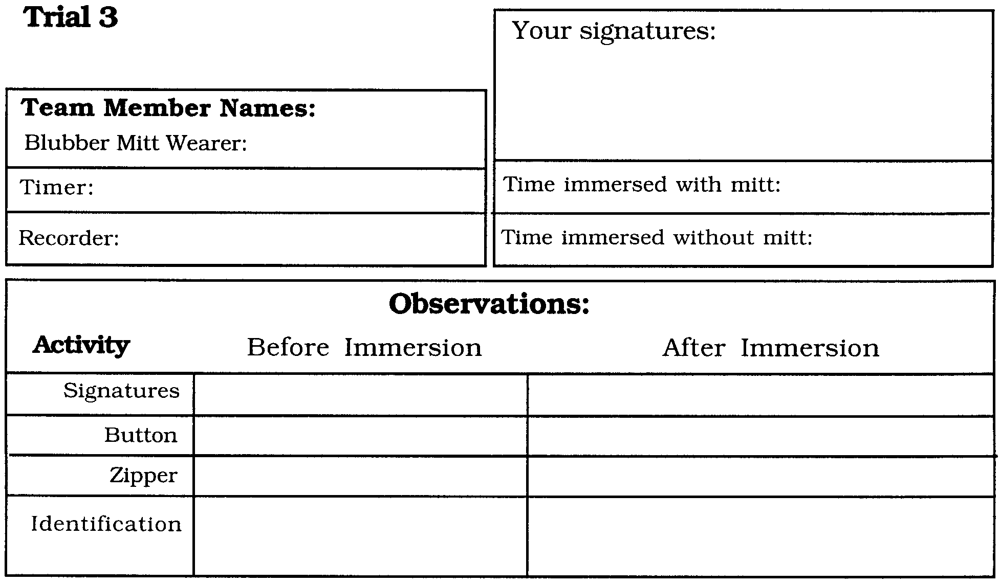 Trial 3
Your signatures:
Team Member Names:
Blubber Mitt Wearer:
Timer:
Time immersed with mitt:
Recorder:
Time immersed without mitt:
Observations:
Activity Before Immersion After Immersion
Signatures
Button
Zipper
Identification